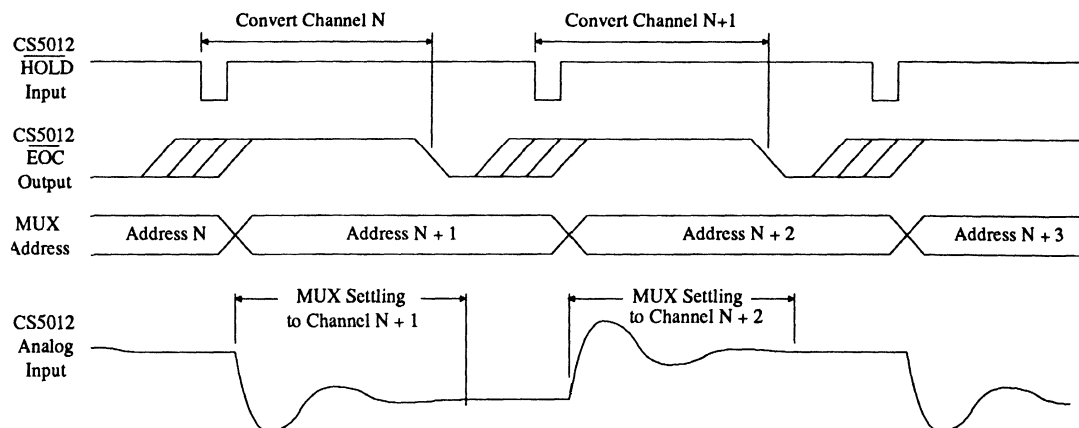 Convert Channel N
Convert Channel N+1
CS5012
HOLD
Input
CS5012
EOC
Output
MUX
Address
Address N
Address N + 1
Address N + 2
Address N + 3
MUX Settling
to Channel N + 1
MUX Settling
to Channel N + 2
CS5012
Analog
Input